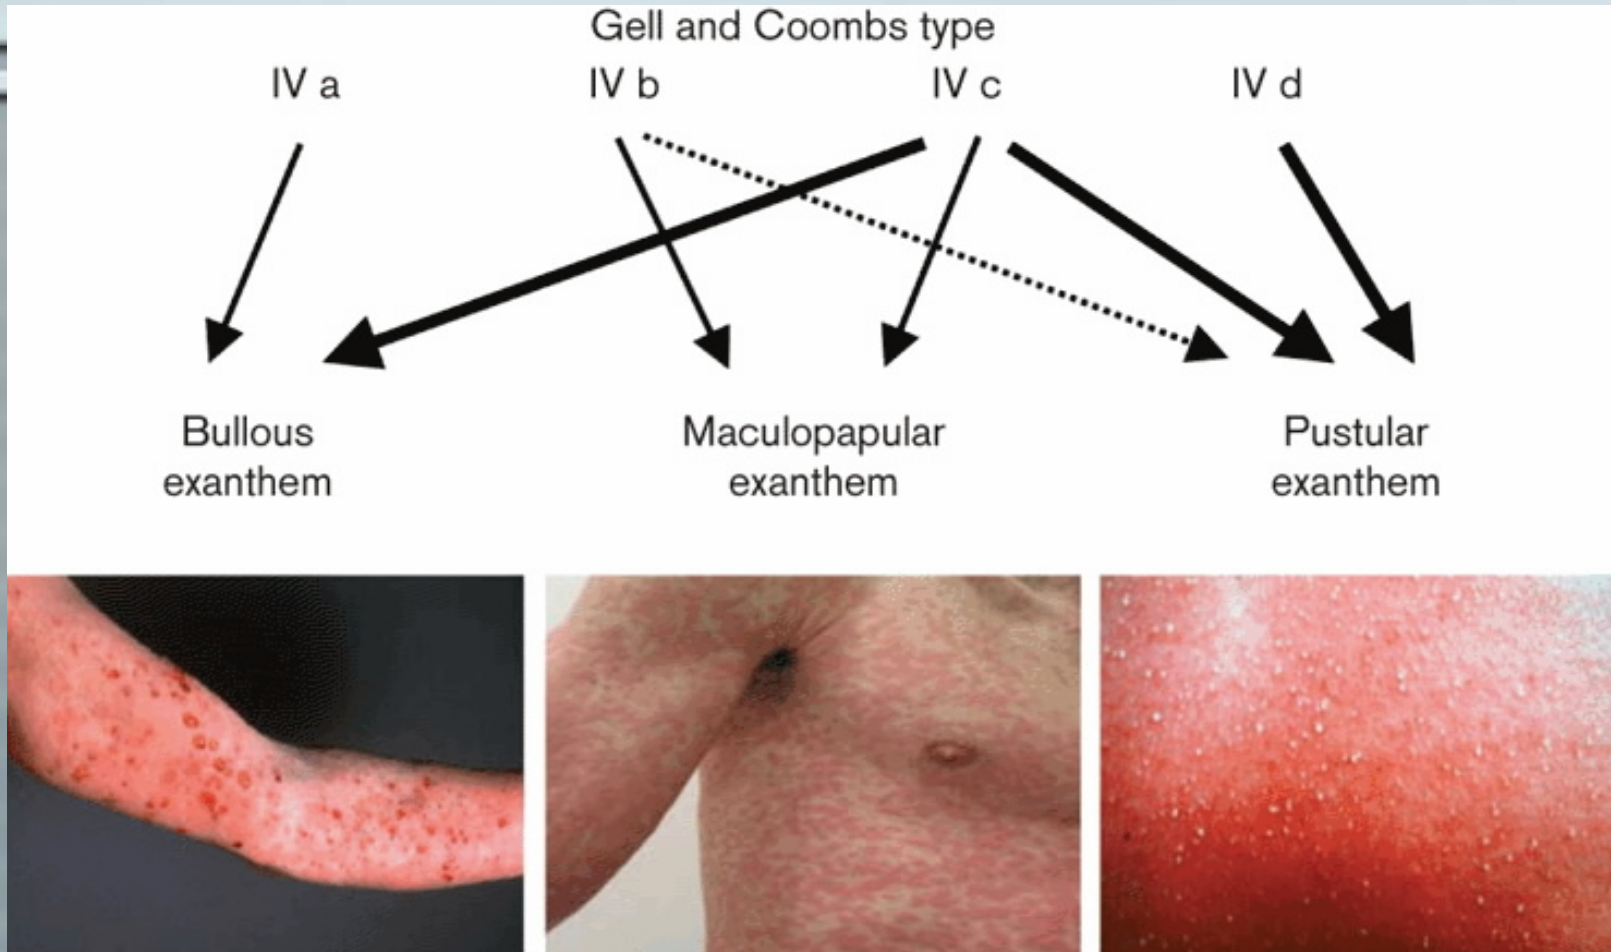 Gell and Coombs type
IV a IV b IV c IV d
Bullous
exanthem
Maculopapular
exanthem
Pustular
exanthem